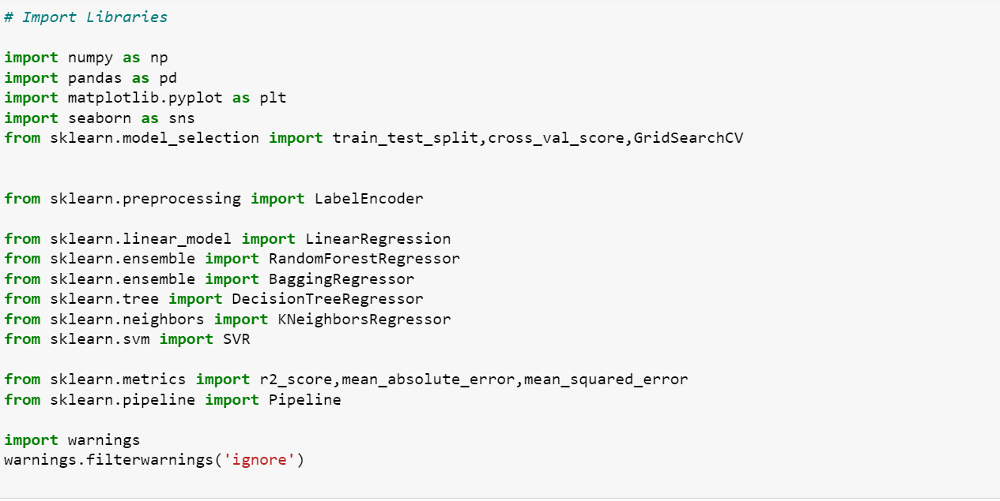 # Import Libraries
import numpy as np
import pandas as pd
import matplotlib.pyplot as plt
import seaborn as sns
from sklearn.model_selection import train_test_split,cross_val_score,GridSearchCV
from sklearn.preprocessing import LabelEncoder
from sklearn.linear_model import LinearRegression
from sklearn.ensemble import RandomForestRegressor
from sklearn.ensemble import BaggingRegressor
from sklearn.tree import DecisionTreeRegressor
from sklearn.neighbors import KNeighborsRegressor
from sklearn.svm import SVR
from sklearn.metrics import r2_score,mean_absolute_error,mean_squared_error
from sklearn.pipeline import Pipeline
import warnings
warnings.filterwarnings('ignore')